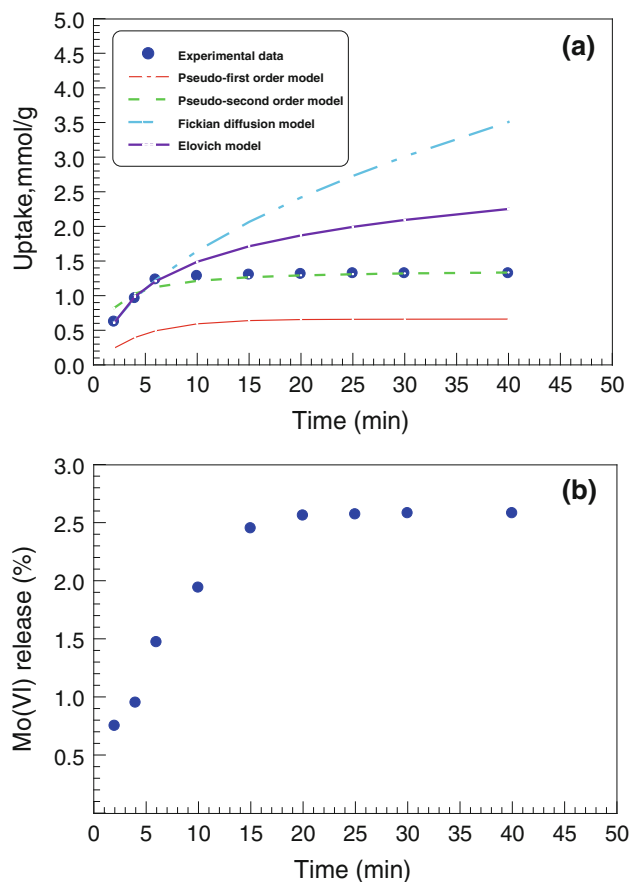 (a)
Experimental data
Pseudo-first order model
Pseudo-second order model
Fickian diffusion model
Elovich model
Uptake,mmol/g
5.0
4.5
4.0
3.5
3.0
2.5
2.0
1.5
1.0
0.5
0.0
0 5 10 15 20 25 30 35 40 45 50
Time (min)
(b)
Mo(VI) release (%)
3.0
2.5
2.0
1.5
1.0
0.5
0 5 10 15 20 25 30 35 40 45 50
Time (min)